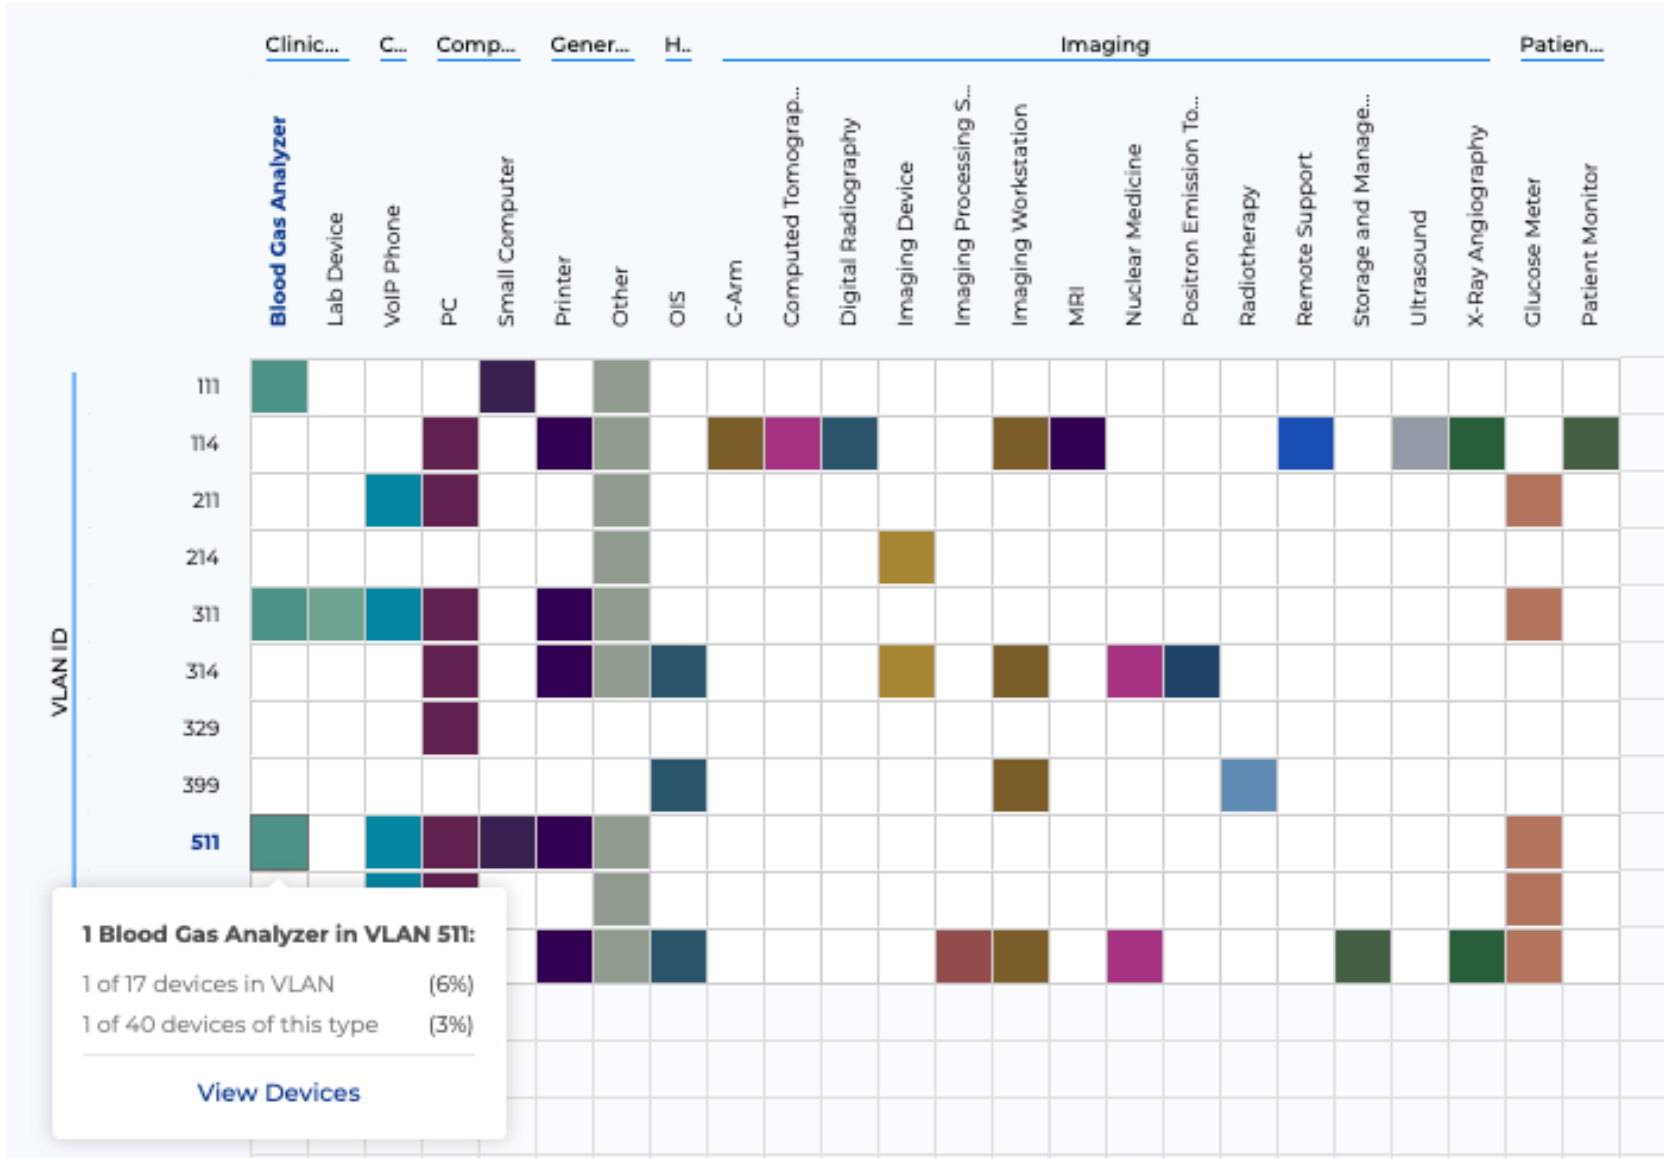 Clinic...
C...
Comp...
Gener...
H..
Imaging
Patien...
Blood Gas Analyzer
Lab Device
VoIP Phone
PC
Small Computer
Printer
Other
OIS
C-Arm
Computed Tomograp...
Digital Radiography
Imaging Device
Imaging Processing S...
Imaging Workstation
MRI
Nuclear Medicine
Positron Emission To...
Radiotherapy
Remote Support
Storage and Manage...
Ultrasound
X-Ray Angiography
Glucose Meter
Patient Monitor
VLAN ID
111
114
211
214
311
314
329
399
511
1 Blood Gas Analyzer in VLAN 511:
1 of 17 devices in VLAN (6%)
1 of 40 devices of this type (3%)
View Devices